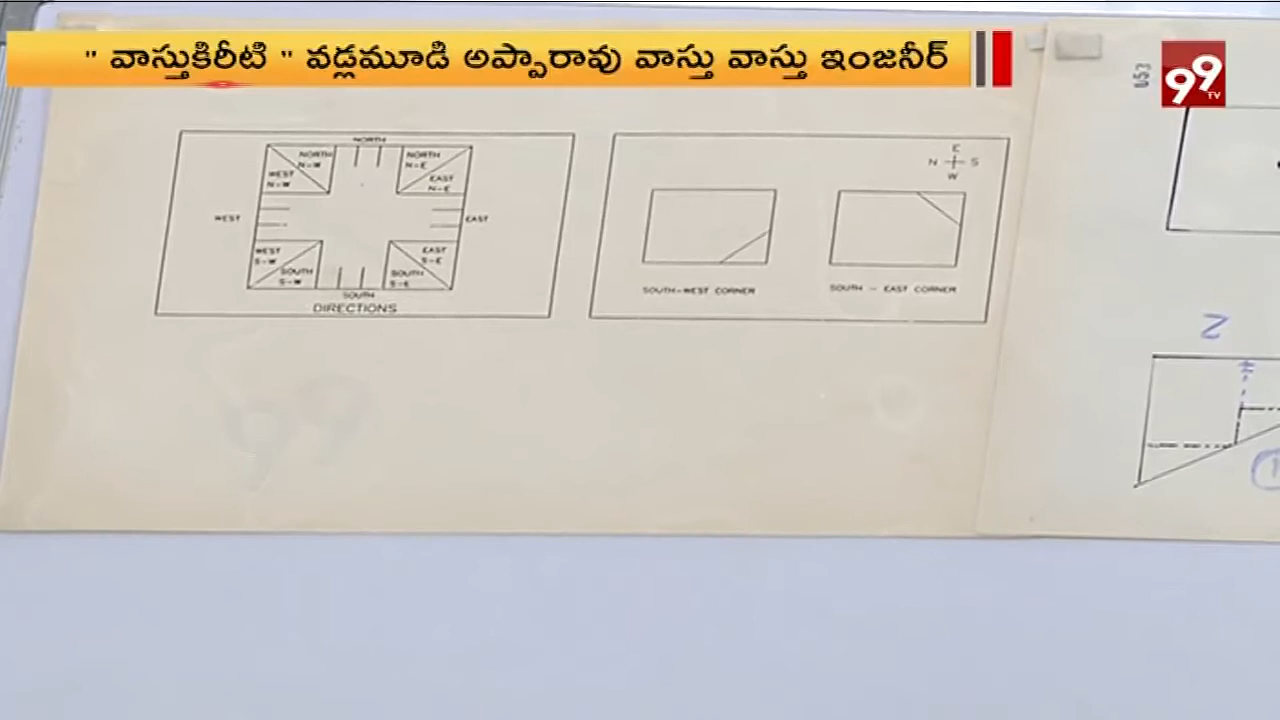 " వాస్తుకిరీటి " వడ్లమూడి అప్పారావు వాస్తు వాస్తు ఇంజనీర్
99
TV
NORTH
NORTH
N-W
WEST
N-W
NORTH
N-E
EAST
N-E
WEST
EAST
WEST
S-W
SOUTH
S-W
EAST
S-E
SOUTH
S-E
SOUTH
DIRECTIONS
E
N S
W
SOUTH-WEST CORNER
SOUTH - EAST CORNER